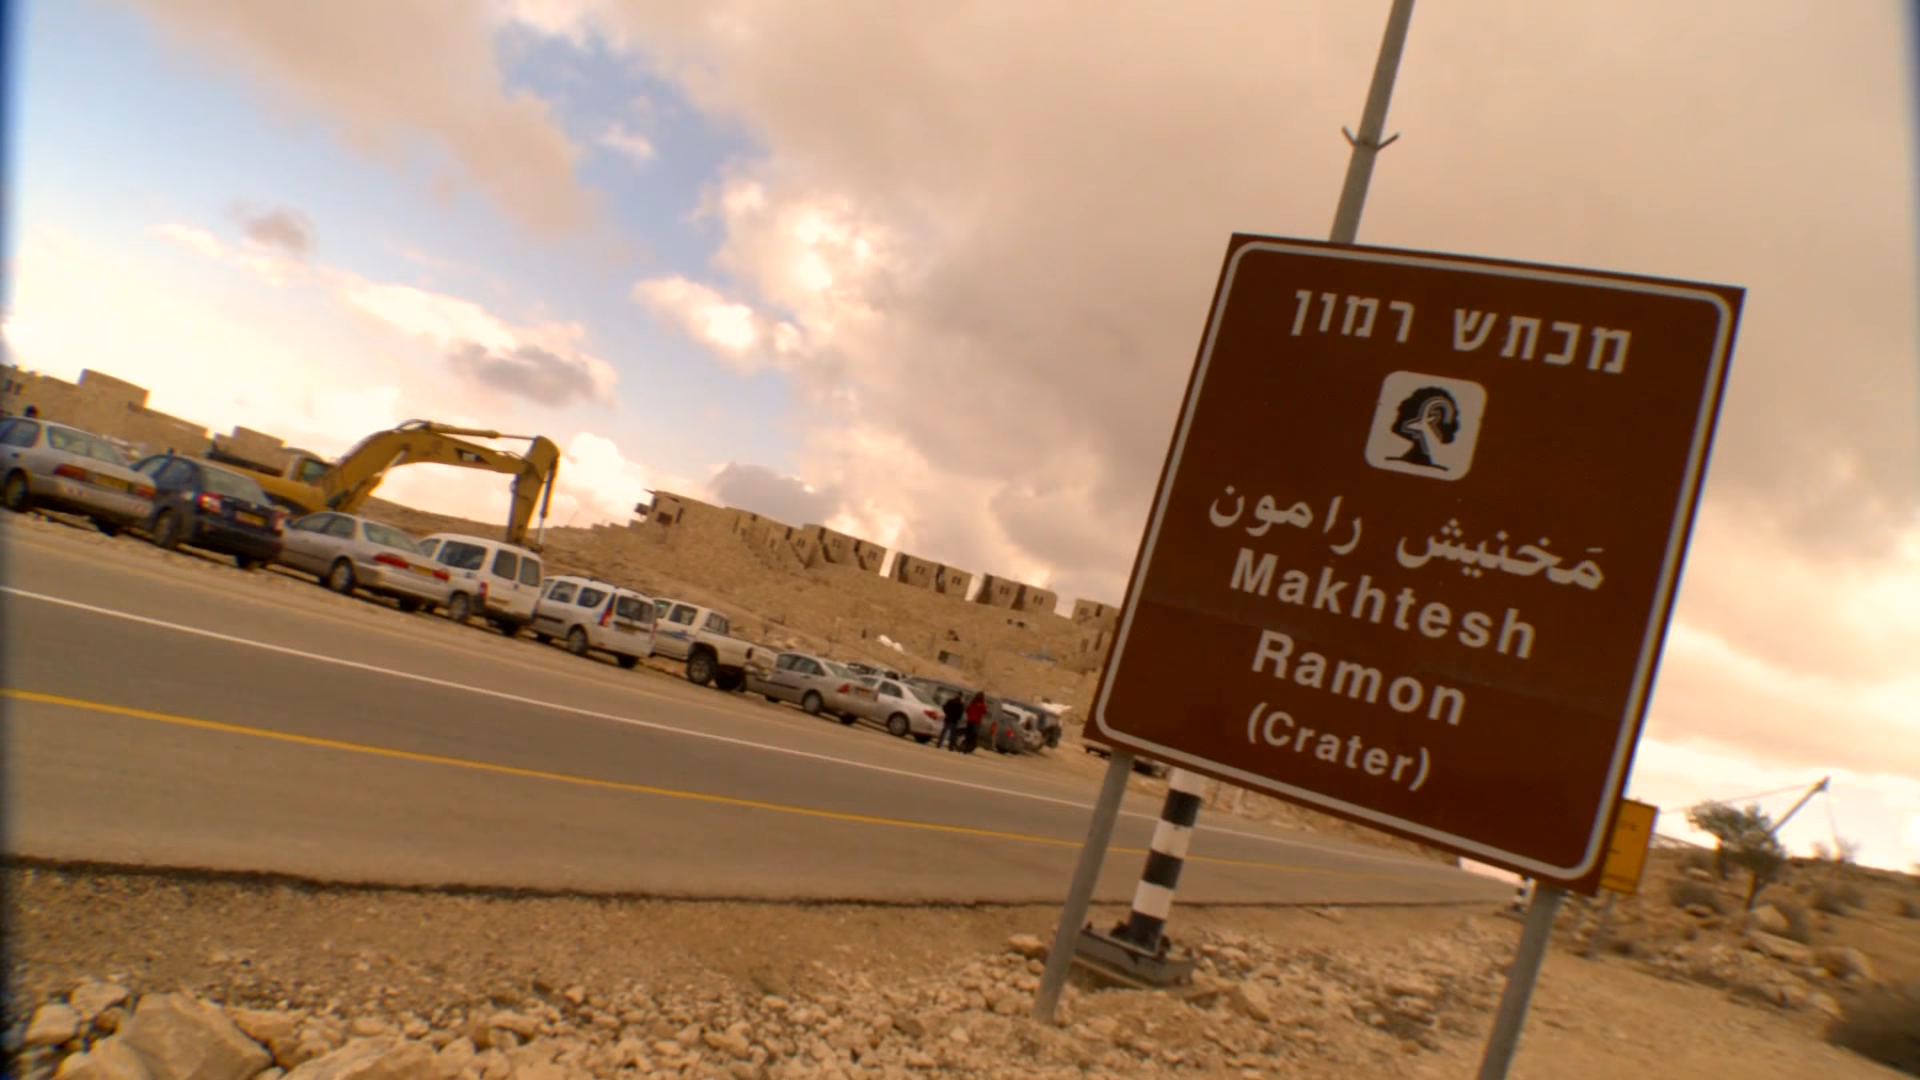 מכתש רמון
مَخنيش رامون
Makhtesh
Ramon
(Crater)